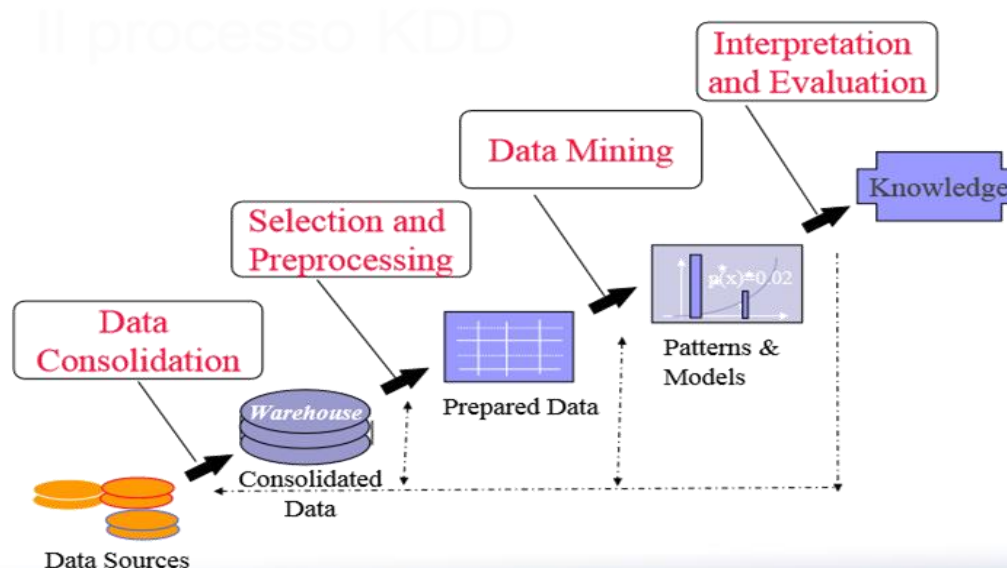 Il processo KDD
Interpretation
and Evaluation
Data Mining
Knowledge
Selection and
Preprocessing
Data
Consolidation
Patterns &
Models
Prepared Data
Warehouse
Consolidated
Data
Data Sources